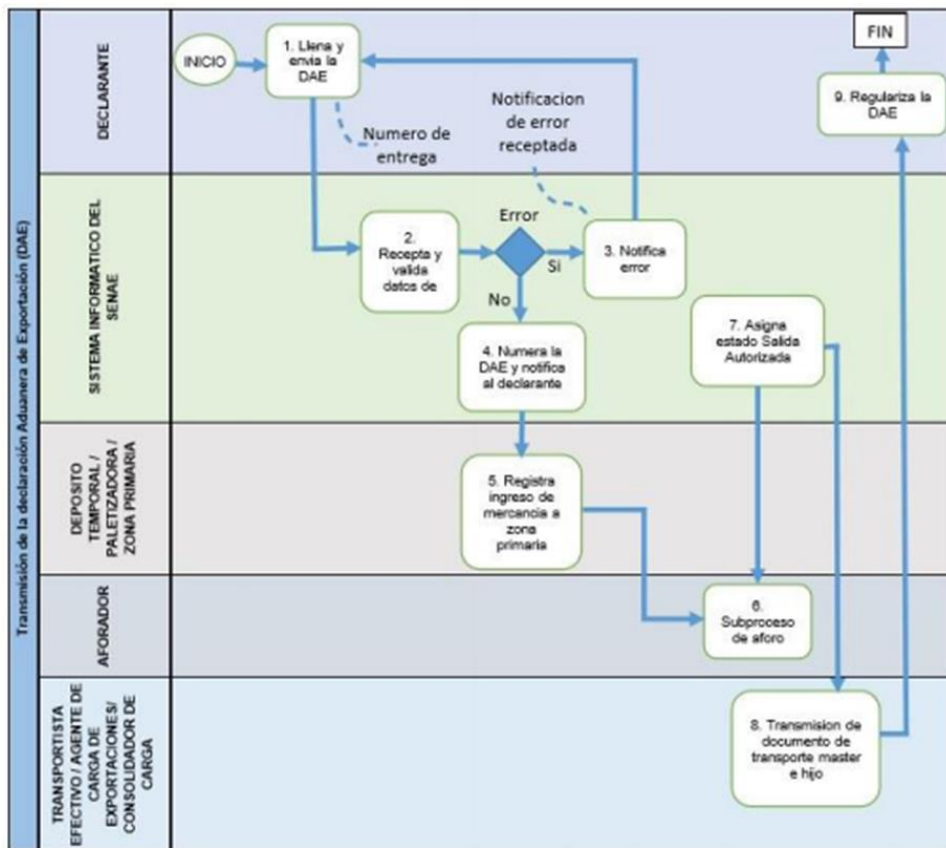 Transmisión de la declaración Aduanera de Exportación (DAE)
DECLARANTE
INICIO
1. Llena y
envia la
DAE
Numero de
entrega
Notificacion
de error
receptada
FIN
9. Regulariza la
DAE
SISTEMA INFORMATICO DEL
SENAE
2.
Recepta y
valida
datos de
Error
Si
No
3. Notifica
error
4. Numera la
DAE y notifica
al declarante
7. Asigna
estado Salida
Autorizada
DEPOSITO
TEMPORAL /
PALETIZADORA /
ZONA PRIMARIA
5. Registra
ingreso de
mercancia a
zona
primaria
AFORADOR
6.
Subproceso
de aforo
TRANSPORTISTA
EFECTIVO / AGENTE DE
CARGA DE
EXPORTACIONES/
CONSOLIDADOR DE
CARGA
8. Transmision de
documento de
transporte master
e hijo